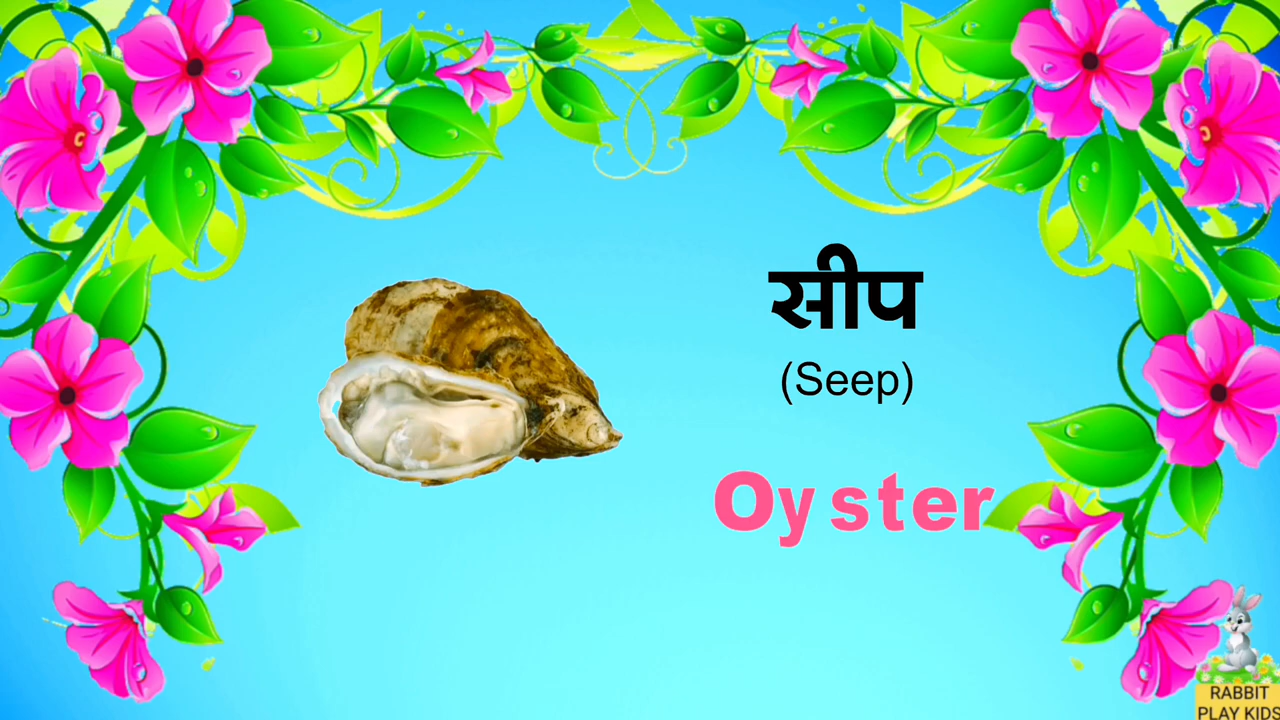 सीप
(Seep)
Oyster
RABBIT
PLAY KIDS